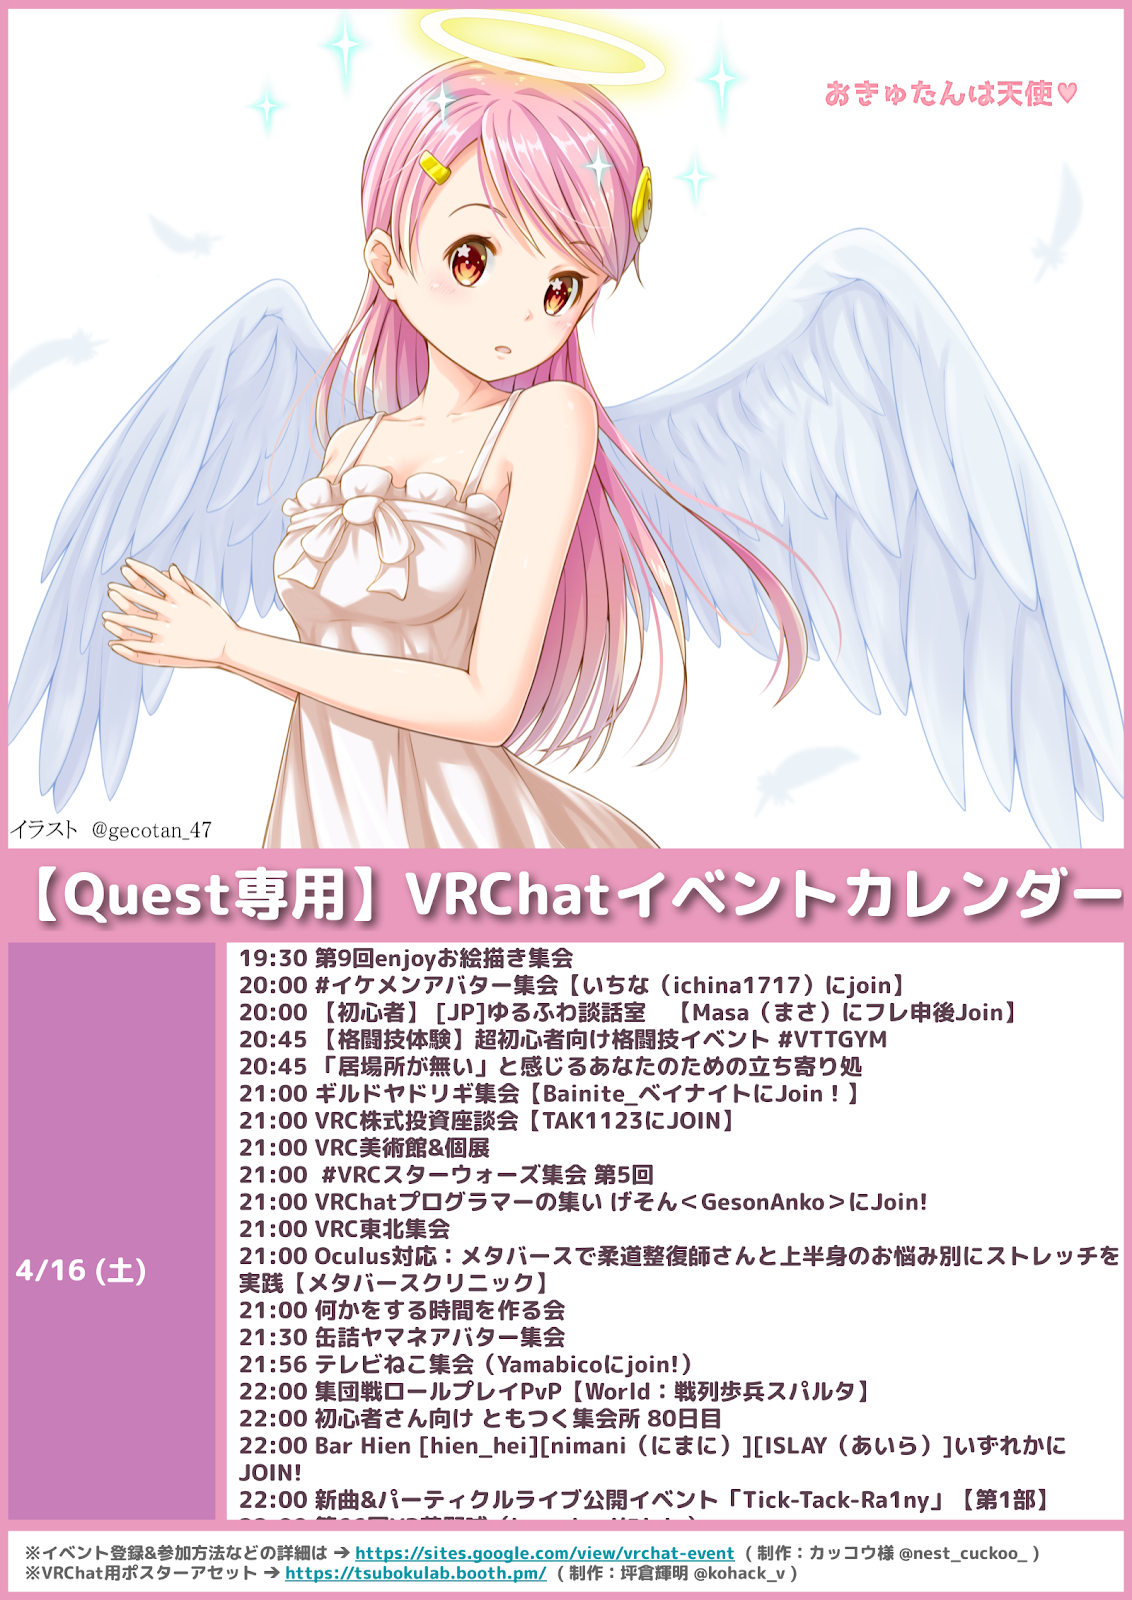 おきゅたんは天使♥
イラスト @gecotan_47
【Quest専用】VRChatイベントカレンダー
4/16 (土)
19:30 第9回enjoyお絵描き集会
20:00 #イケメンアバター集会【いちな（ichina1717）にjoin】
20:00 【初心者】 [JP]ゆるふわ談話室　【Masa（まさ）にフレ申後Join】
20:45 【格闘技体験】超初心者向け格闘技イベント #VTTGYM
20:45 「居場所が無い」と感じるあなたのための立ち寄り処
21:00 ギルドヤドリギ集会【Bainite_ベイナイトにJoin！】
21:00 VRC株式投資座談会【TAK1123にJOIN】
21:00 VRC美術館&個展
21:00 #VRCスターウォーズ集会 第5回
21:00 VRChatプログラマーの集い げそん＜GesonAnko＞にJoin!
21:00 VRC東北集会
21:00 Oculus対応：メタバースで柔道整復師さんと上半身のお悩み別にストレッチを
実践【メタバースクリニック】
21:00 何かをする時間を作る会
21:30 缶詰ヤマネアバター集会
21:56 テレビねこ集会（Yamabicoにjoin!）
22:00 集団戦ロールプレイPvP【World：戦列歩兵スパルタ】
22:00 初心者さん向け ともつく集会所 80日目
22:00 Bar Hien [hien_hei][nimani（にまに）][ISLAY（あいら）]いずれかに
JOIN!
22:00 新曲&パーティクルライブ公開イベント「Tick-Tack-Ra1ny」【第1部】
※イベント登録&参加方法などの詳細は ➔ https://sites.google.com/view/vrchat-event （ 制作：カッコウ様 @nest_cuckoo_ ）
※VRChat用ポスターアセット ➔ https://tsubokulab.booth.pm/ （ 制作：坪倉輝明 @kohack_v ）